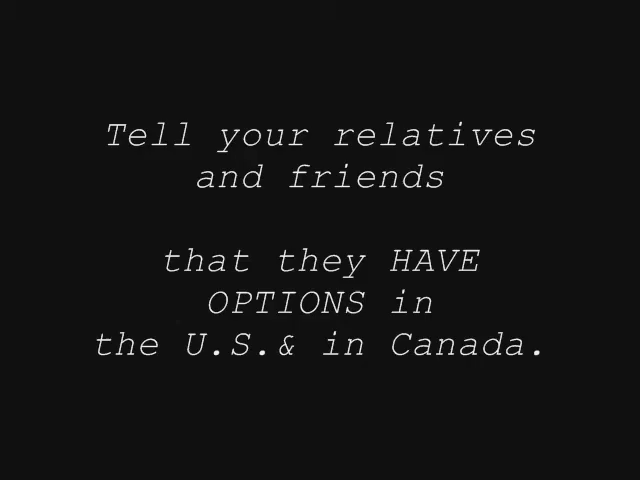 Tell your relatives
and friends
that they HAVE
OPTIONS in
the U.S.& in Canada.